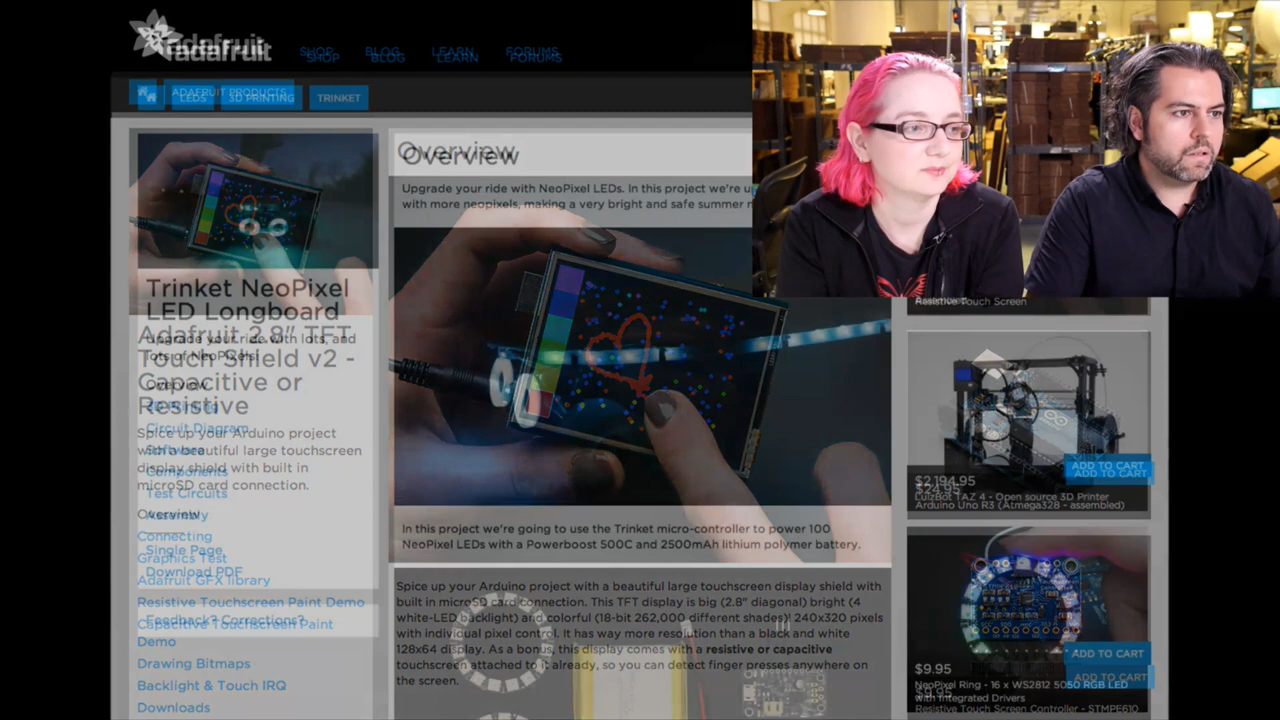 adafruit
SHOP BLOG LEARN FORUMS
SHOP BLOG LEARN FORUMS
ADAFRUIT PRODUCTS
LEDS 3D PRINTING TRINKET
Overview
Overview
Upgrade your ride with NeoPixel LEDs. In this project we're u
with more neopixels, making a very bright and safe summer
Trinket NeoPixel
LED Longboard
Upgrade your ride with lots, and
lots of NeoPixels!
Adafruit 2.8" TFT
Touch Shield v2 -
Capacitive or
Resistive
Overview
3D Printing
Circuit Diagram
Software
Components
Test Circuits
Assembly
Single Page
Download PDF
Feedback? Corrections?
Spice up your Arduino project
with a beautiful large touchscreen
display shield with built in
microSD card connection.
Overview
Connecting
Graphics Test
Adafruit GFX library
Resistive Touchscreen Paint Demo
Capacitive Touchscreen Paint
Demo
Drawing Bitmaps
Backlight & Touch IRQ
Downloads
In this project we're going to use the Trinket micro-controller to power 100
NeoPixel LEDs with a Powerboost 500C and 2500mAh lithium polymer battery.
Spice up your Arduino project with a beautiful large touchscreen display shield with
built in microSD card connection. This TFT display is big (2.8" diagonal) bright (4
white-LED backlight) and colorful (18-bit 262,000 different shades) 240x320 pixels
with individual pixel control. It has way more resolution than a black and white
128x64 display. As a bonus, this display comes with a resistive or capacitive
touchscreen attached to it already, so you can detect finger presses anywhere on
the screen.
Resistive Touch Screen
ADD TO CART
ADD TO CART
$2,194.95
$24.95
LulzBot TAZ 4 - Open source 3D Printer
Arduino Uno R3 (Atmega328 - assembled)
ADD TO CART
$9.95
ADD TO CART
NeoPixel Ring - 16 x WS2812 5050 RGB LED
with Integrated Drivers
$9.95
Resistive Touch Screen Controller - STMPE610